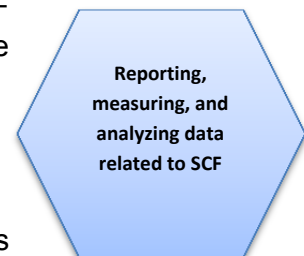 e
Reporting,
measuring, and
analyzing data
related to SCF
s